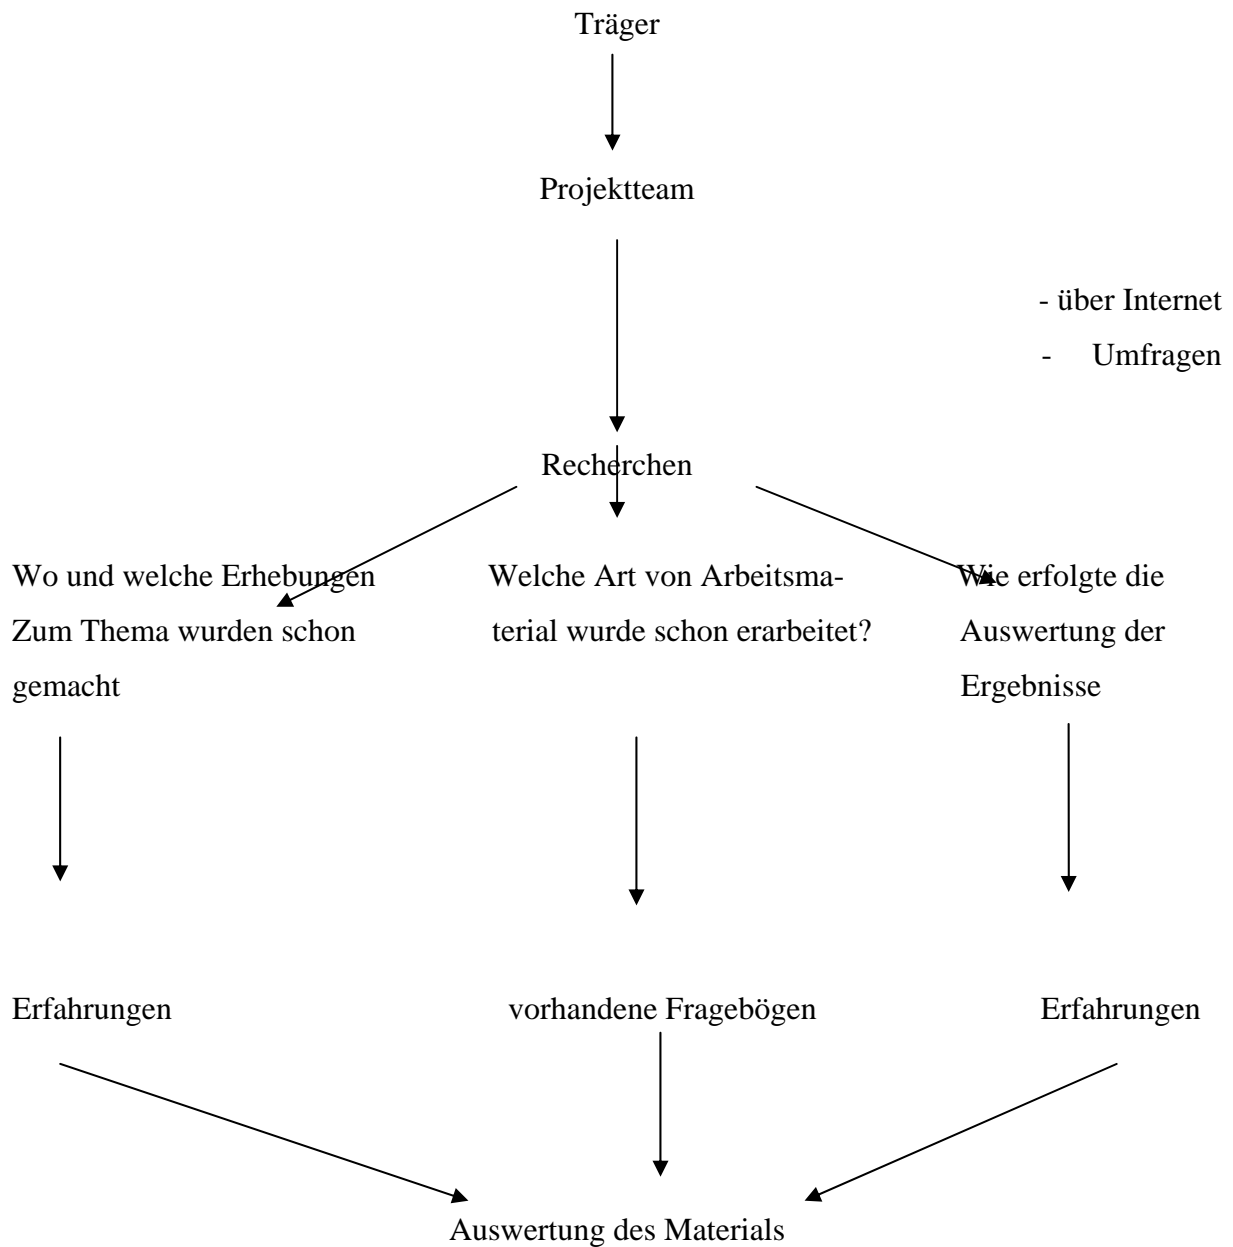 Träger
Projektteam
- über Internet
- Umfragen
Recherchen
Wo und welche Erhebungen
Zum Thema wurden schon
gemacht
Welche Art von Arbeitsma-
terial wurde schon erarbeitet?
Wie erfolgte die
Auswertung der
Ergebnisse
Erfahrungen
vorhandene Fragebögen
Erfahrungen
Auswertung des Materials